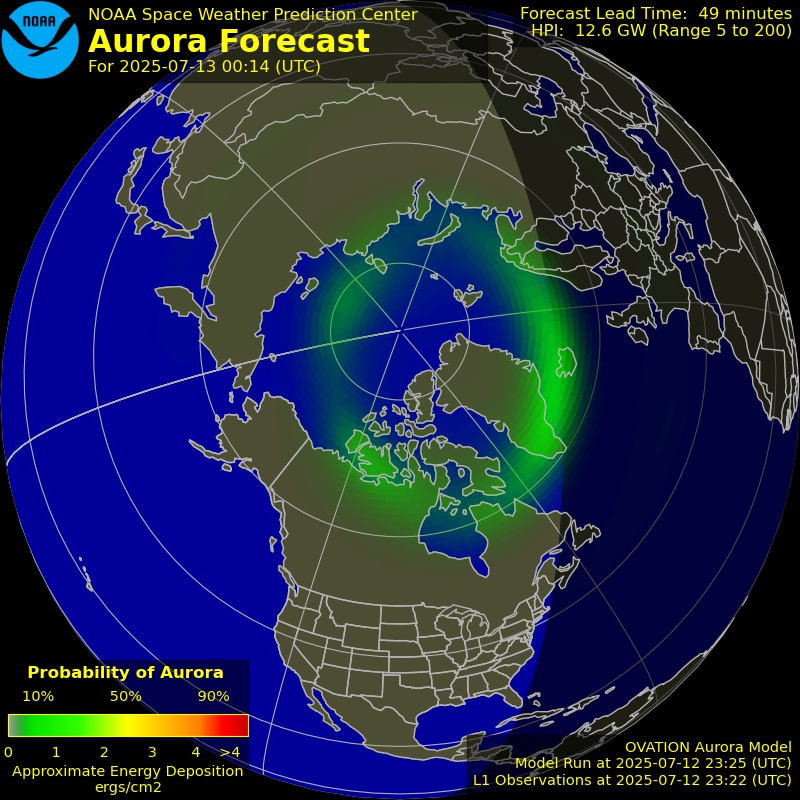 NOAA
NOAA Space Weather Prediction Center
Aurora Forecast
For 2025-07-13 00:14 (UTC)
Forecast Lead Time: 49 minutes
HPI: 12.6 GW (Range 5 to 200)
Probability of Aurora
10% 50% 90%
0 1 2 3 4 >4
Approximate Energy Deposition
ergs/cm2
OVATION Aurora Model
Model Run at 2025-07-12 23:25 (UTC)
L1 Observations at 2025-07-12 23:22 (UTC)